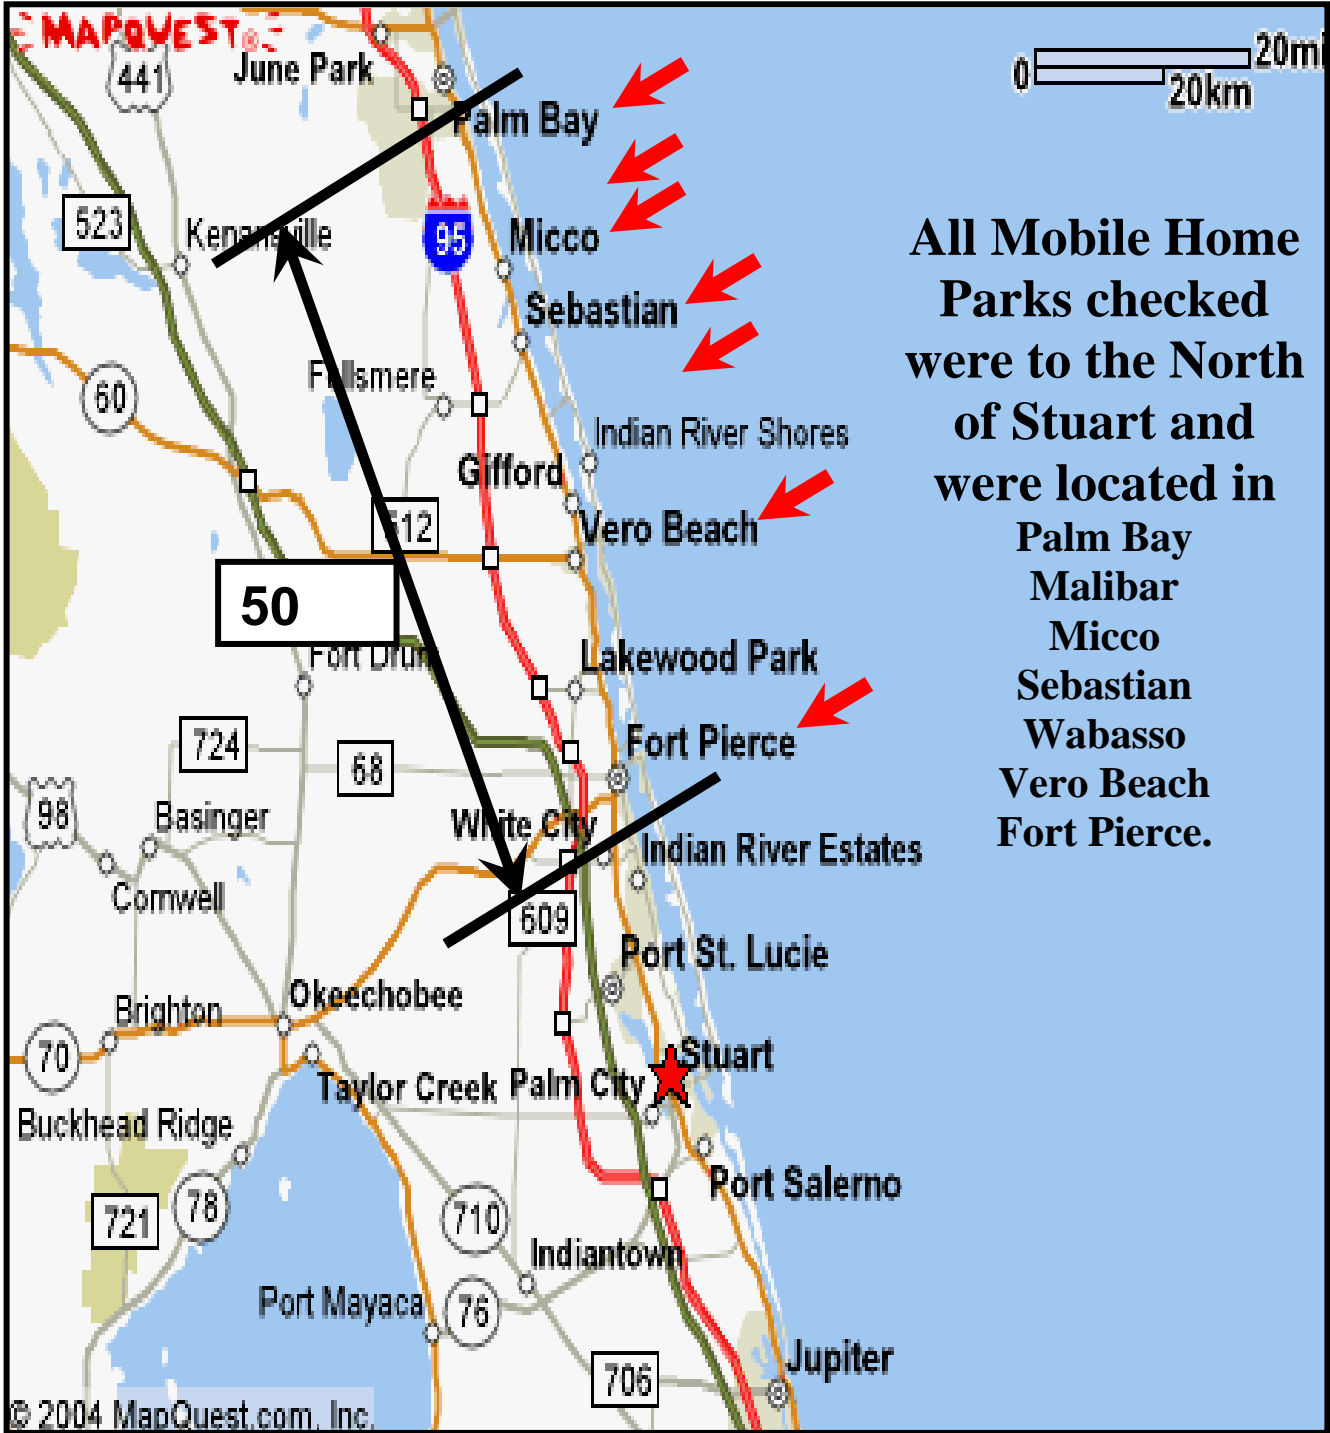 MAPQUEST®
0
20mi
20km
441
June Park
Palm Bay
523
Kenansville
95
Micco
All Mobile Home
Parks checked
were to the North
of Stuart and
were located in
Palm Bay
Malibar
Micco
Sebastian
Wabasso
Vero Beach
Fort Pierce.
Sebastian
60
Fellsmere
Indian River Shores
Gifford
512
Vero Beach
50
Fort Drum
Lakewood Park
724
68
Fort Pierce
98
Basinger
White City
Indian River Estates
Cornwell
609
Port St. Lucie
Okeechobee
Brighton
70
Stuart
Taylor Creek
Palm City
Buckhead Ridge
Port Salerno
721
78
710
Indiantown
Port Mayaca
76
706
Jupiter
© 2004 MapQuest.com, Inc.